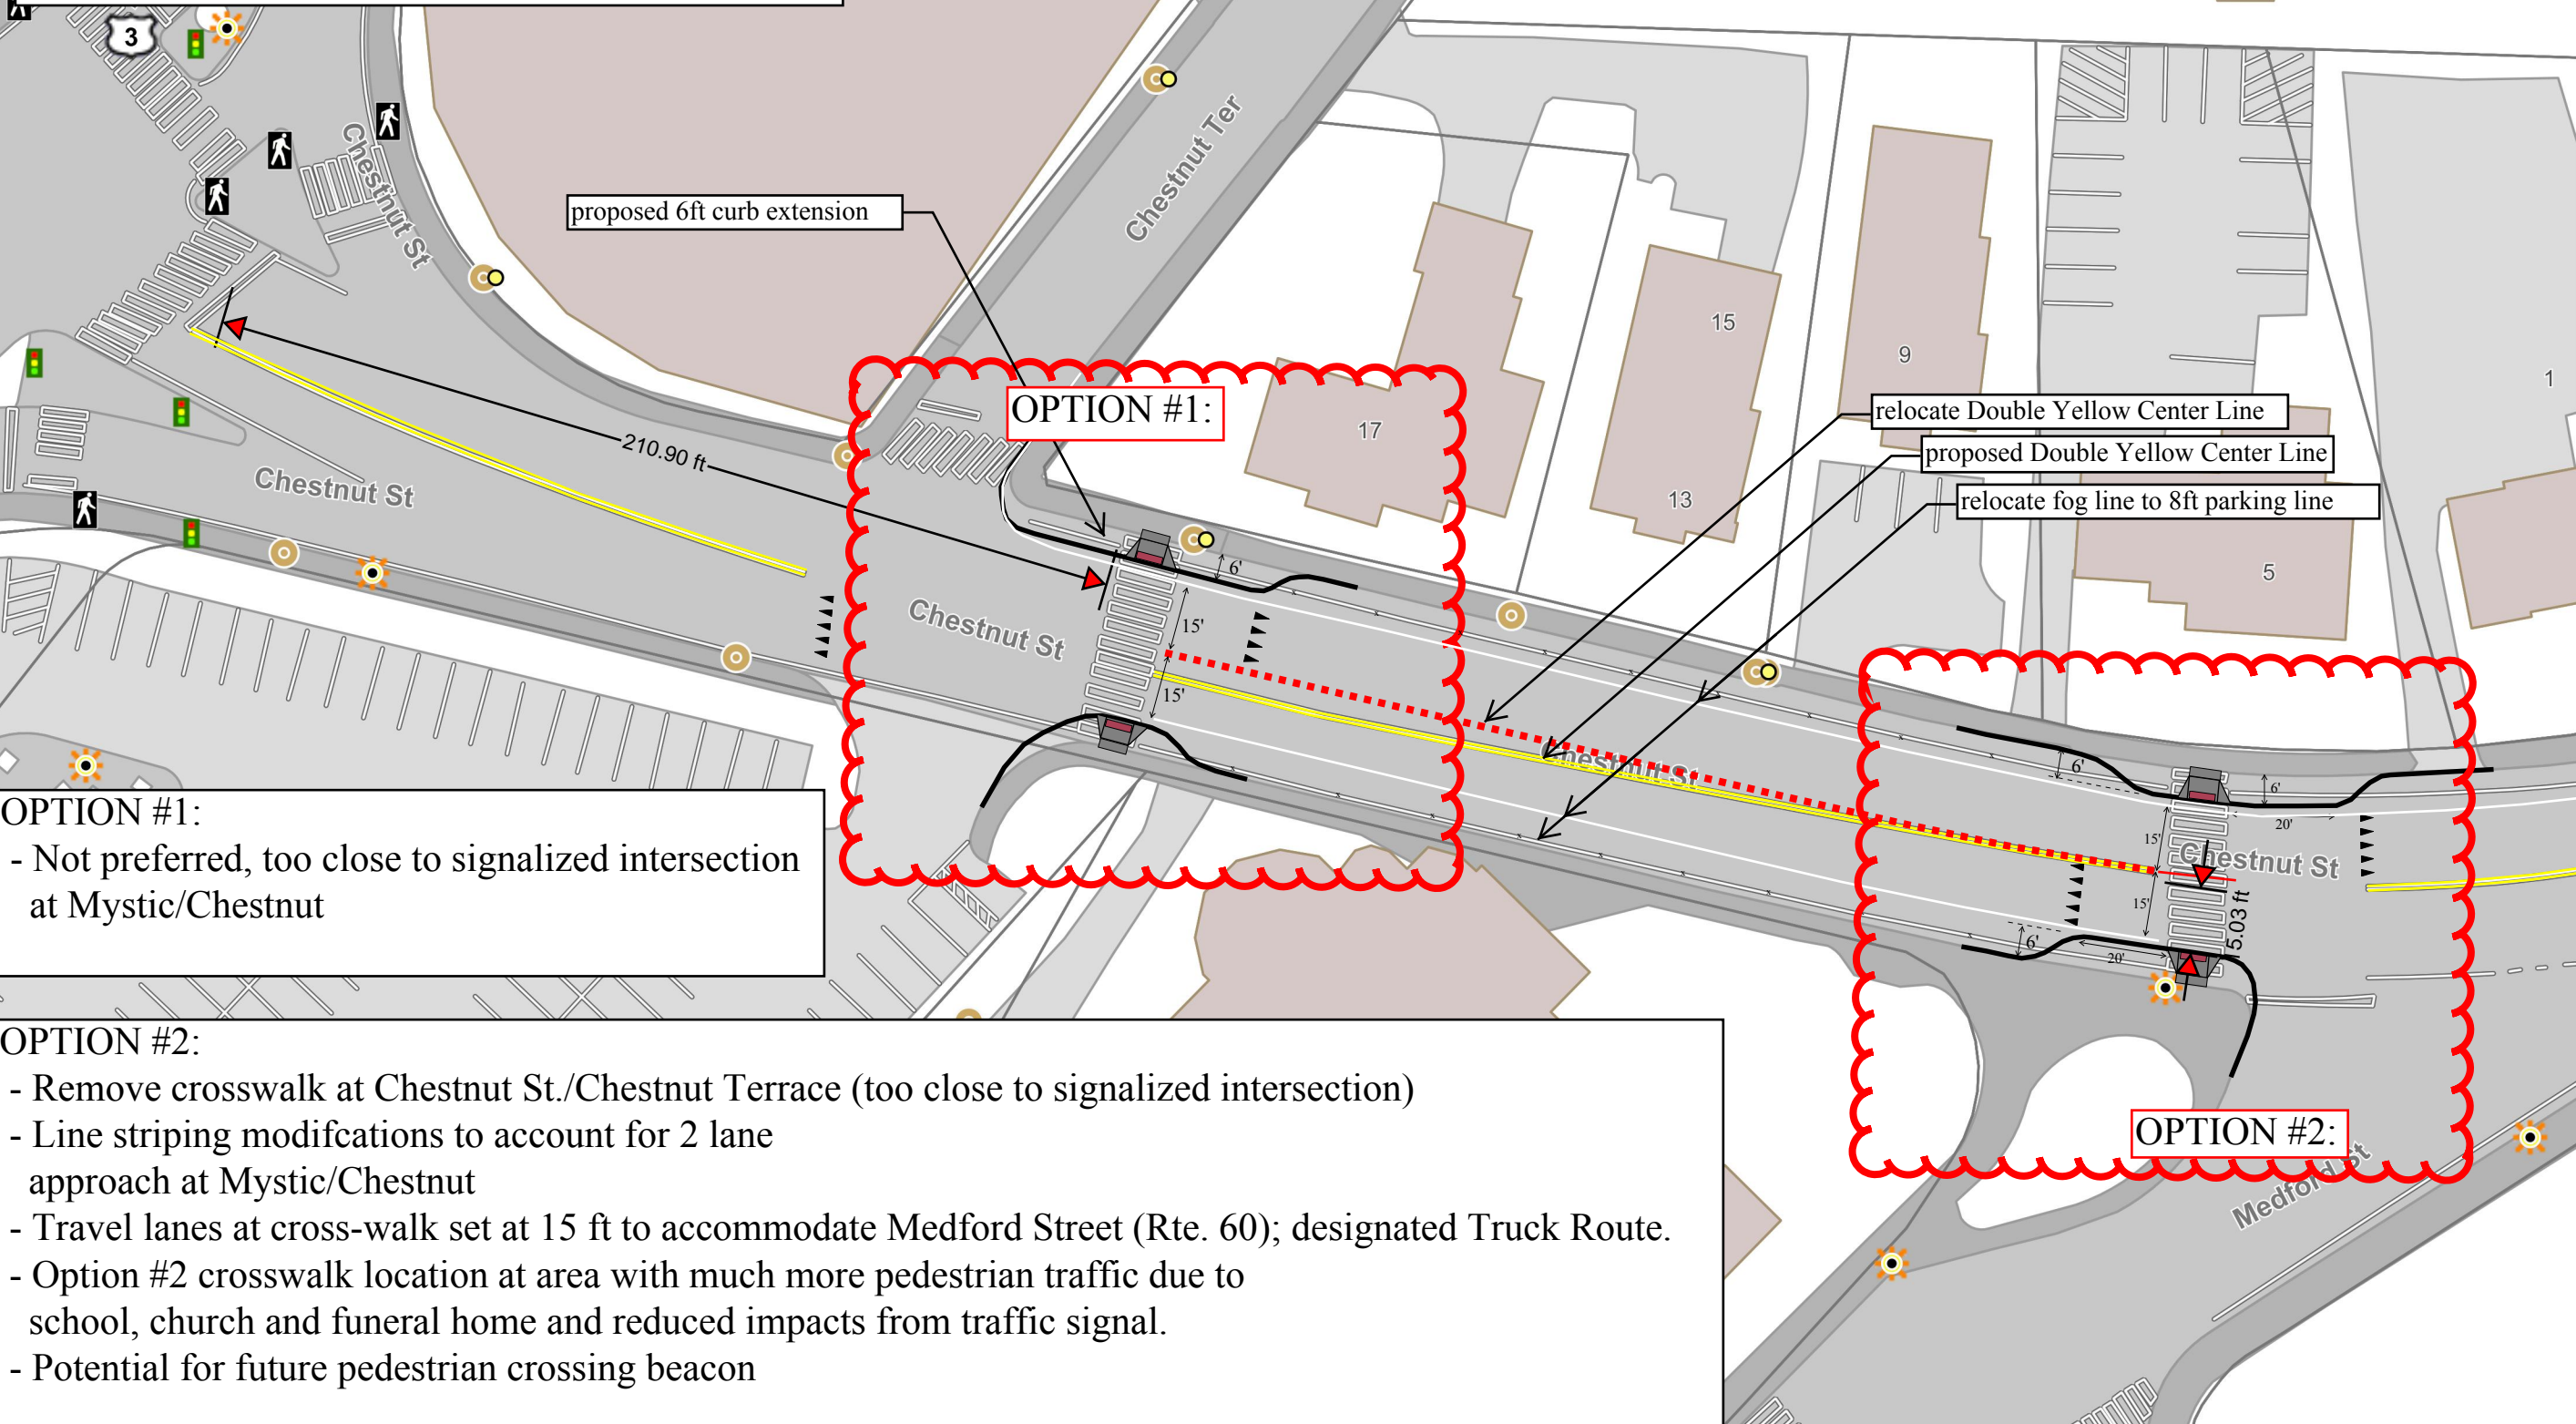 3
Chestnut St
Chestnut Ter
proposed 6ft curb extension
15
9
1
OPTION #1:
17
relocate Double Yellow Center Line
proposed Double Yellow Center Line
relocate fog line to 8ft parking line
13
5
210.90 ft
Chestnut St
6'
15'
15'
Chestnut St
Chestnut St
6'
6'
20'
15'
15'
Chestnut St
5.03 ft
6'
20'
OPTION #1:
- Not preferred, too close to signalized intersection
at Mystic/Chestnut
OPTION #2:
- Remove crosswalk at Chestnut St./Chestnut Terrace (too close to signalized intersection)
- Line striping modifcations to account for 2 lane
approach at Mystic/Chestnut
- Travel lanes at cross-walk set at 15 ft to accommodate Medford Street (Rte. 60); designated Truck Route.
- Option #2 crosswalk location at area with much more pedestrian traffic due to
school, church and funeral home and reduced impacts from traffic signal.
- Potential for future pedestrian crossing beacon
OPTION #2:
Medford St